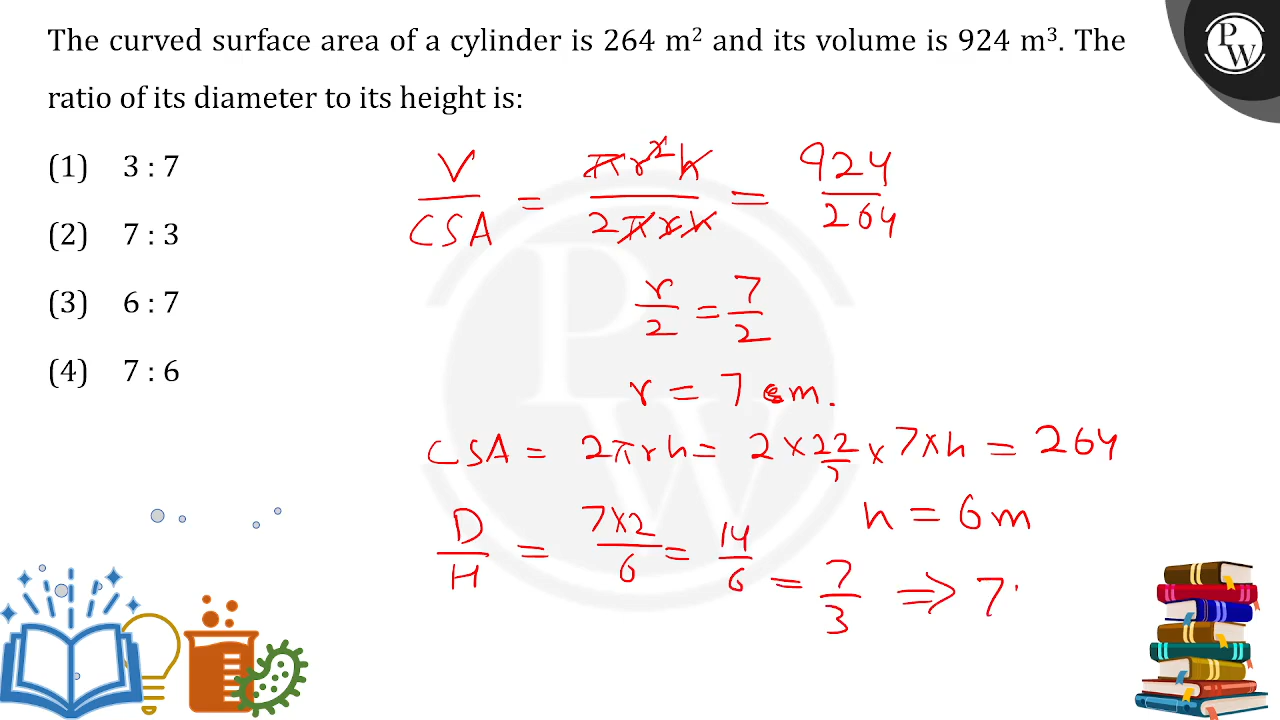 The curved surface area of a cylinder is 264 m² and its volume is 924 m³. The
ratio of its diameter to its height is:
(1) 3 : 7
(2) 7 : 3
(3) 6 : 7
(4) 7 : 6
V/CSA = πr²h/2πrh = 924/264
r/2 = 7/2
r = 7 m.
CSA = 2πrh = 2 × 22/7 × 7 × h = 264
h = 6m
D/H = 7×2/6 = 14/6 = 7/3 ⇒ 7:
PW
PW